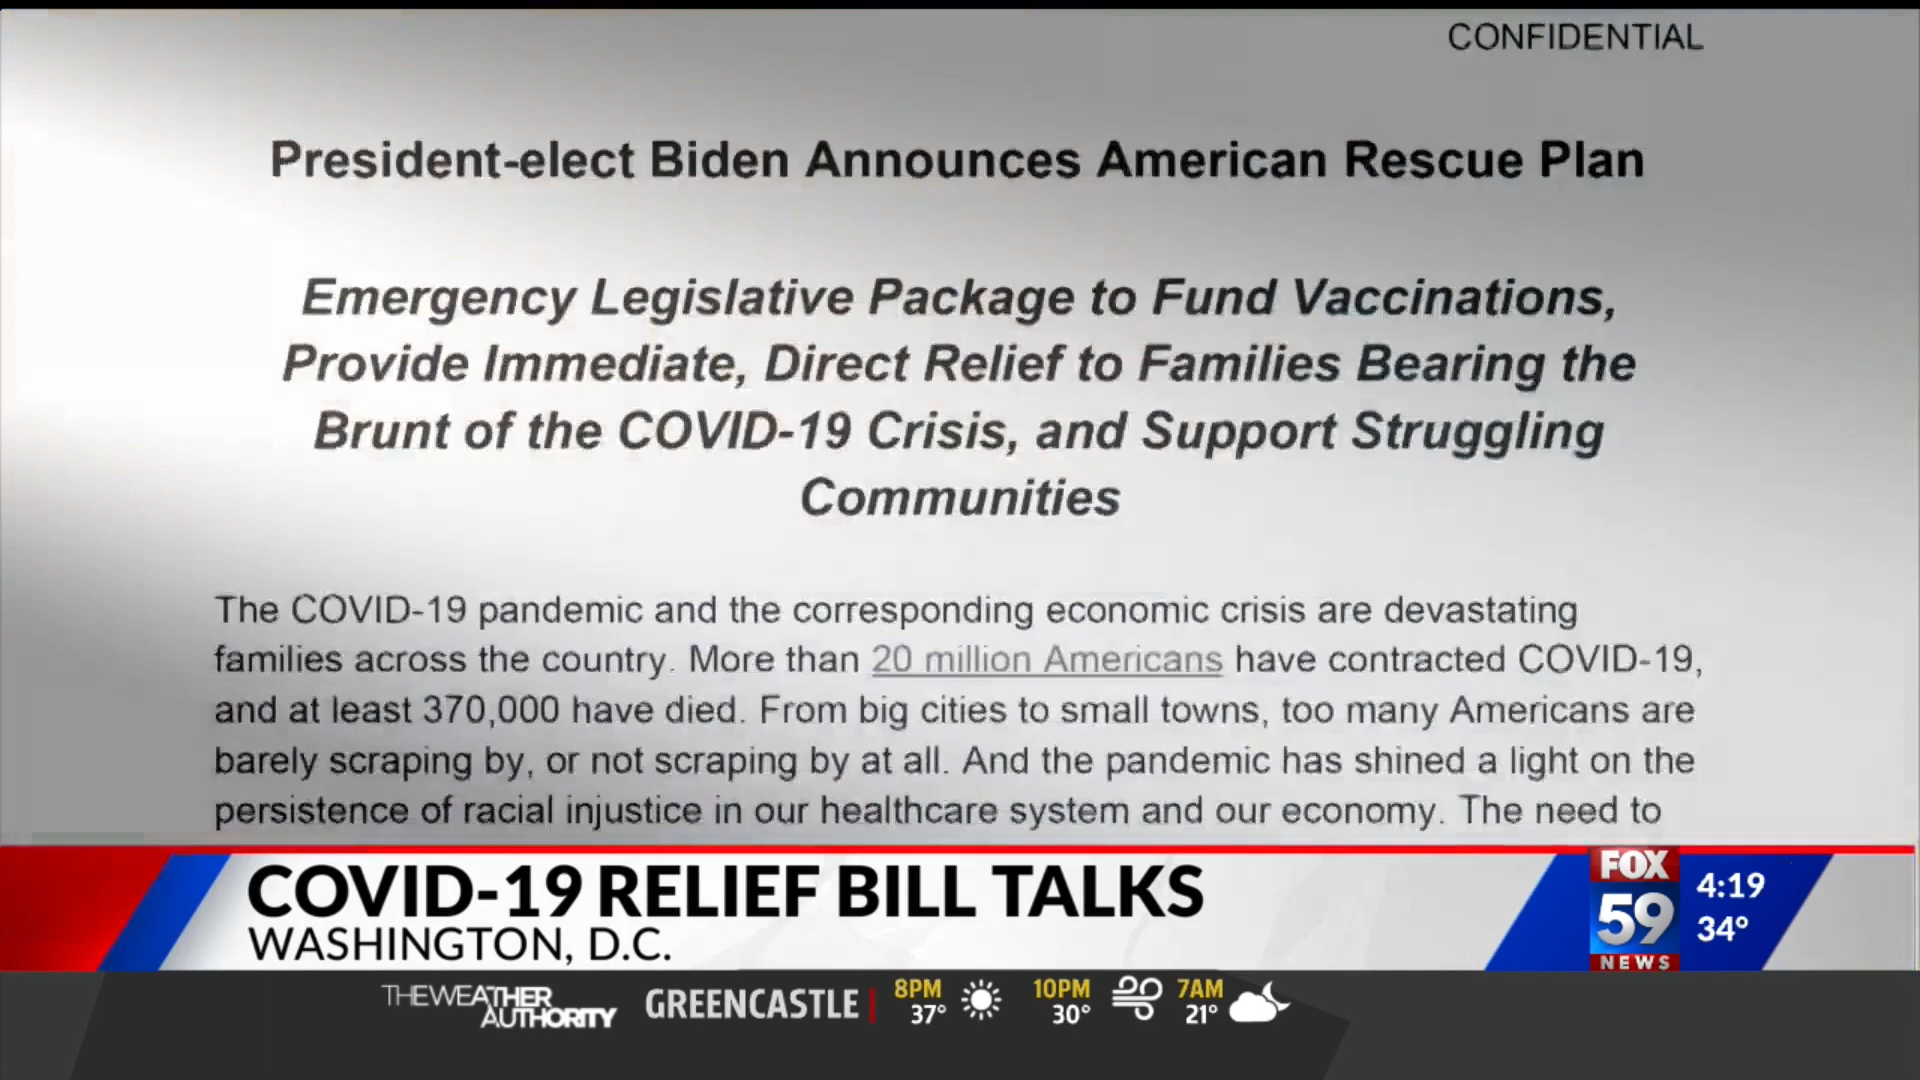 CONFIDENTIAL
President-elect Biden Announces American Rescue Plan
Emergency Legislative Package to Fund Vaccinations,
Provide Immediate, Direct Relief to Families Bearing the
Brunt of the COVID-19 Crisis, and Support Struggling
Communities
The COVID-19 pandemic and the corresponding economic crisis are devastating
families across the country. More than 20 million Americans have contracted COVID-19,
and at least 370,000 have died. From big cities to small towns, too many Americans are
barely scraping by, or not scraping by at all. And the pandemic has shined a light on the
persistence of racial injustice in our healthcare system and our economy. The need to
COVID-19 RELIEF BILL TALKS
WASHINGTON, D.C.
FOX
59
NEWS
4:19
34°
THE WEATHER
AUTHORITY
GREENCASTLE
8PM
37°
10PM
30°
7AM
21°